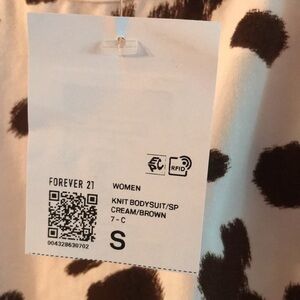 RFID
FOREVER 21
WOMEN
KNIT BODYSUIT/SP
CREAM/BROWN
7 - C
S
004328630702